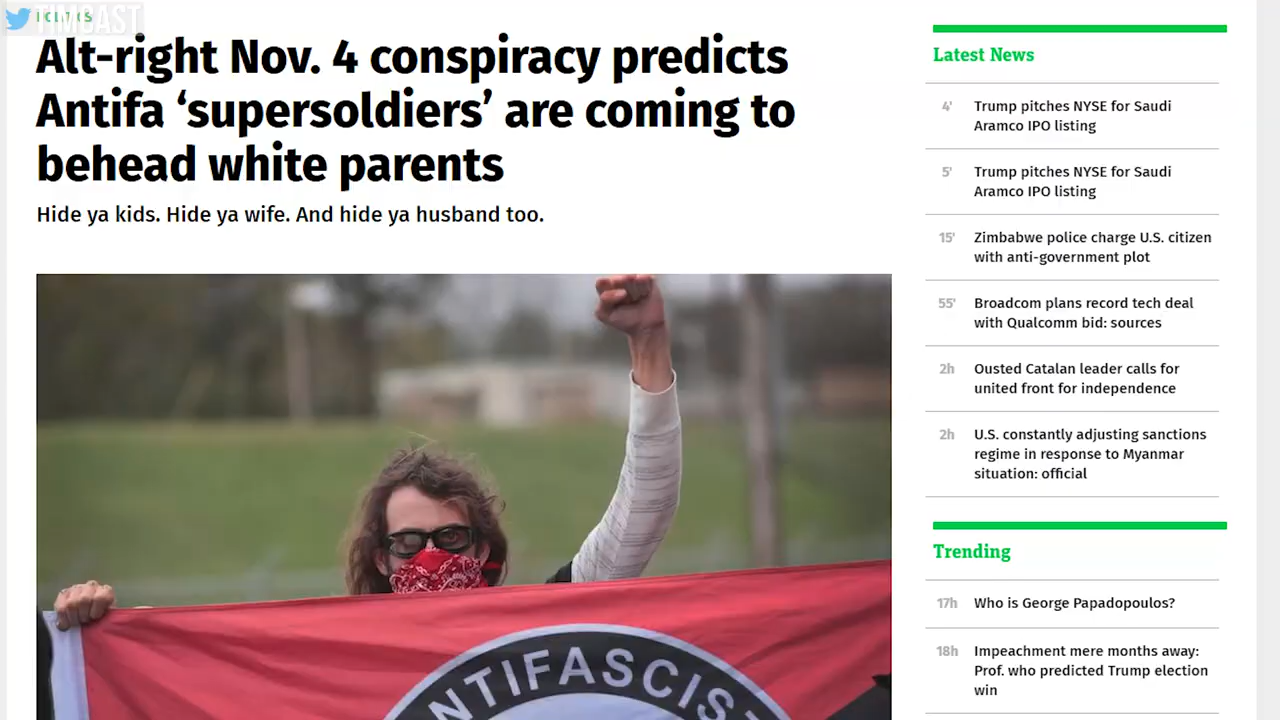 POLITICS
TIMCAST
Alt-right Nov. 4 conspiracy predicts
Antifa ‘supersoldiers’ are coming to
behead white parents
Hide ya kids. Hide ya wife. And hide ya husband too.
ANTIFASCIST
Latest News
4' Trump pitches NYSE for Saudi
Aramco IPO listing
5' Trump pitches NYSE for Saudi
Aramco IPO listing
15' Zimbabwe police charge U.S. citizen
with anti-government plot
55' Broadcom plans record tech deal
with Qualcomm bid: sources
2h Ousted Catalan leader calls for
united front for independence
2h U.S. constantly adjusting sanctions
regime in response to Myanmar
situation: official
Trending
17h Who is George Papadopoulos?
18h Impeachment mere months away:
Prof. who predicted Trump election
win